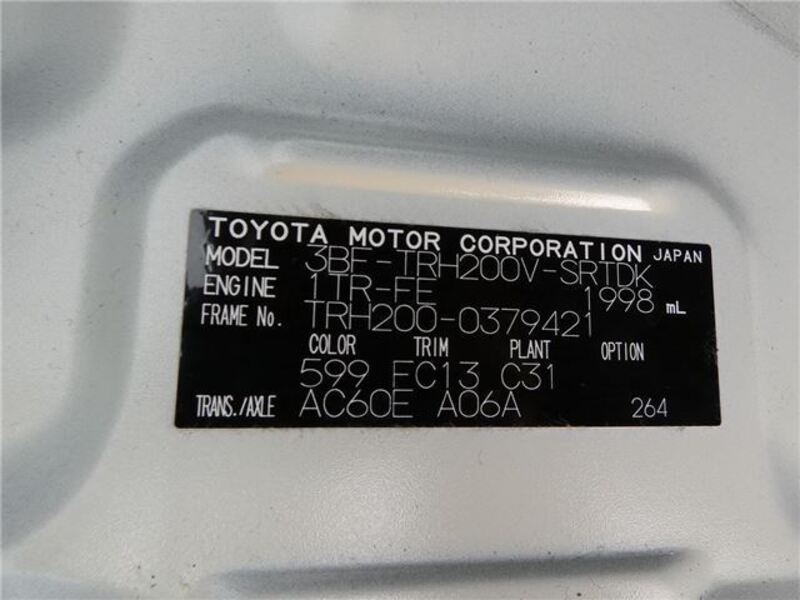 TOYOTA MOTOR CORPORATION JAPAN
MODEL 3BF-TRH200V-SRTDK
ENGINE 1TR-FE 1998 mL
FRAME No. TRH200-0379421
COLOR TRIM PLANT OPTION
599 FC13 C31
TRANS./AXLE AC60E A06A 264